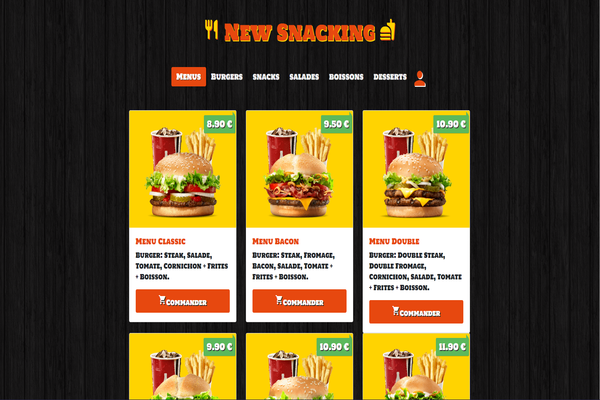 New Snacking
Menus Burgers snacks salades boissons desserts
8.90 €
9.50 €
10.90 €
Menu Classic
Burger: Steak, Salade,
Tomate, Cornichon + Frites
+ Boisson.
Commander
Menu Bacon
Burger: Steak, Fromage,
Bacon, Salade, Tomate +
Frites + Boisson.
Commander
Menu Double
Burger: Double Steak,
Double Fromage,
Cornichon, Salade, Tomate
+ Frites + Boisson.
Commander
9.90 €
10.90 €
11.90 €